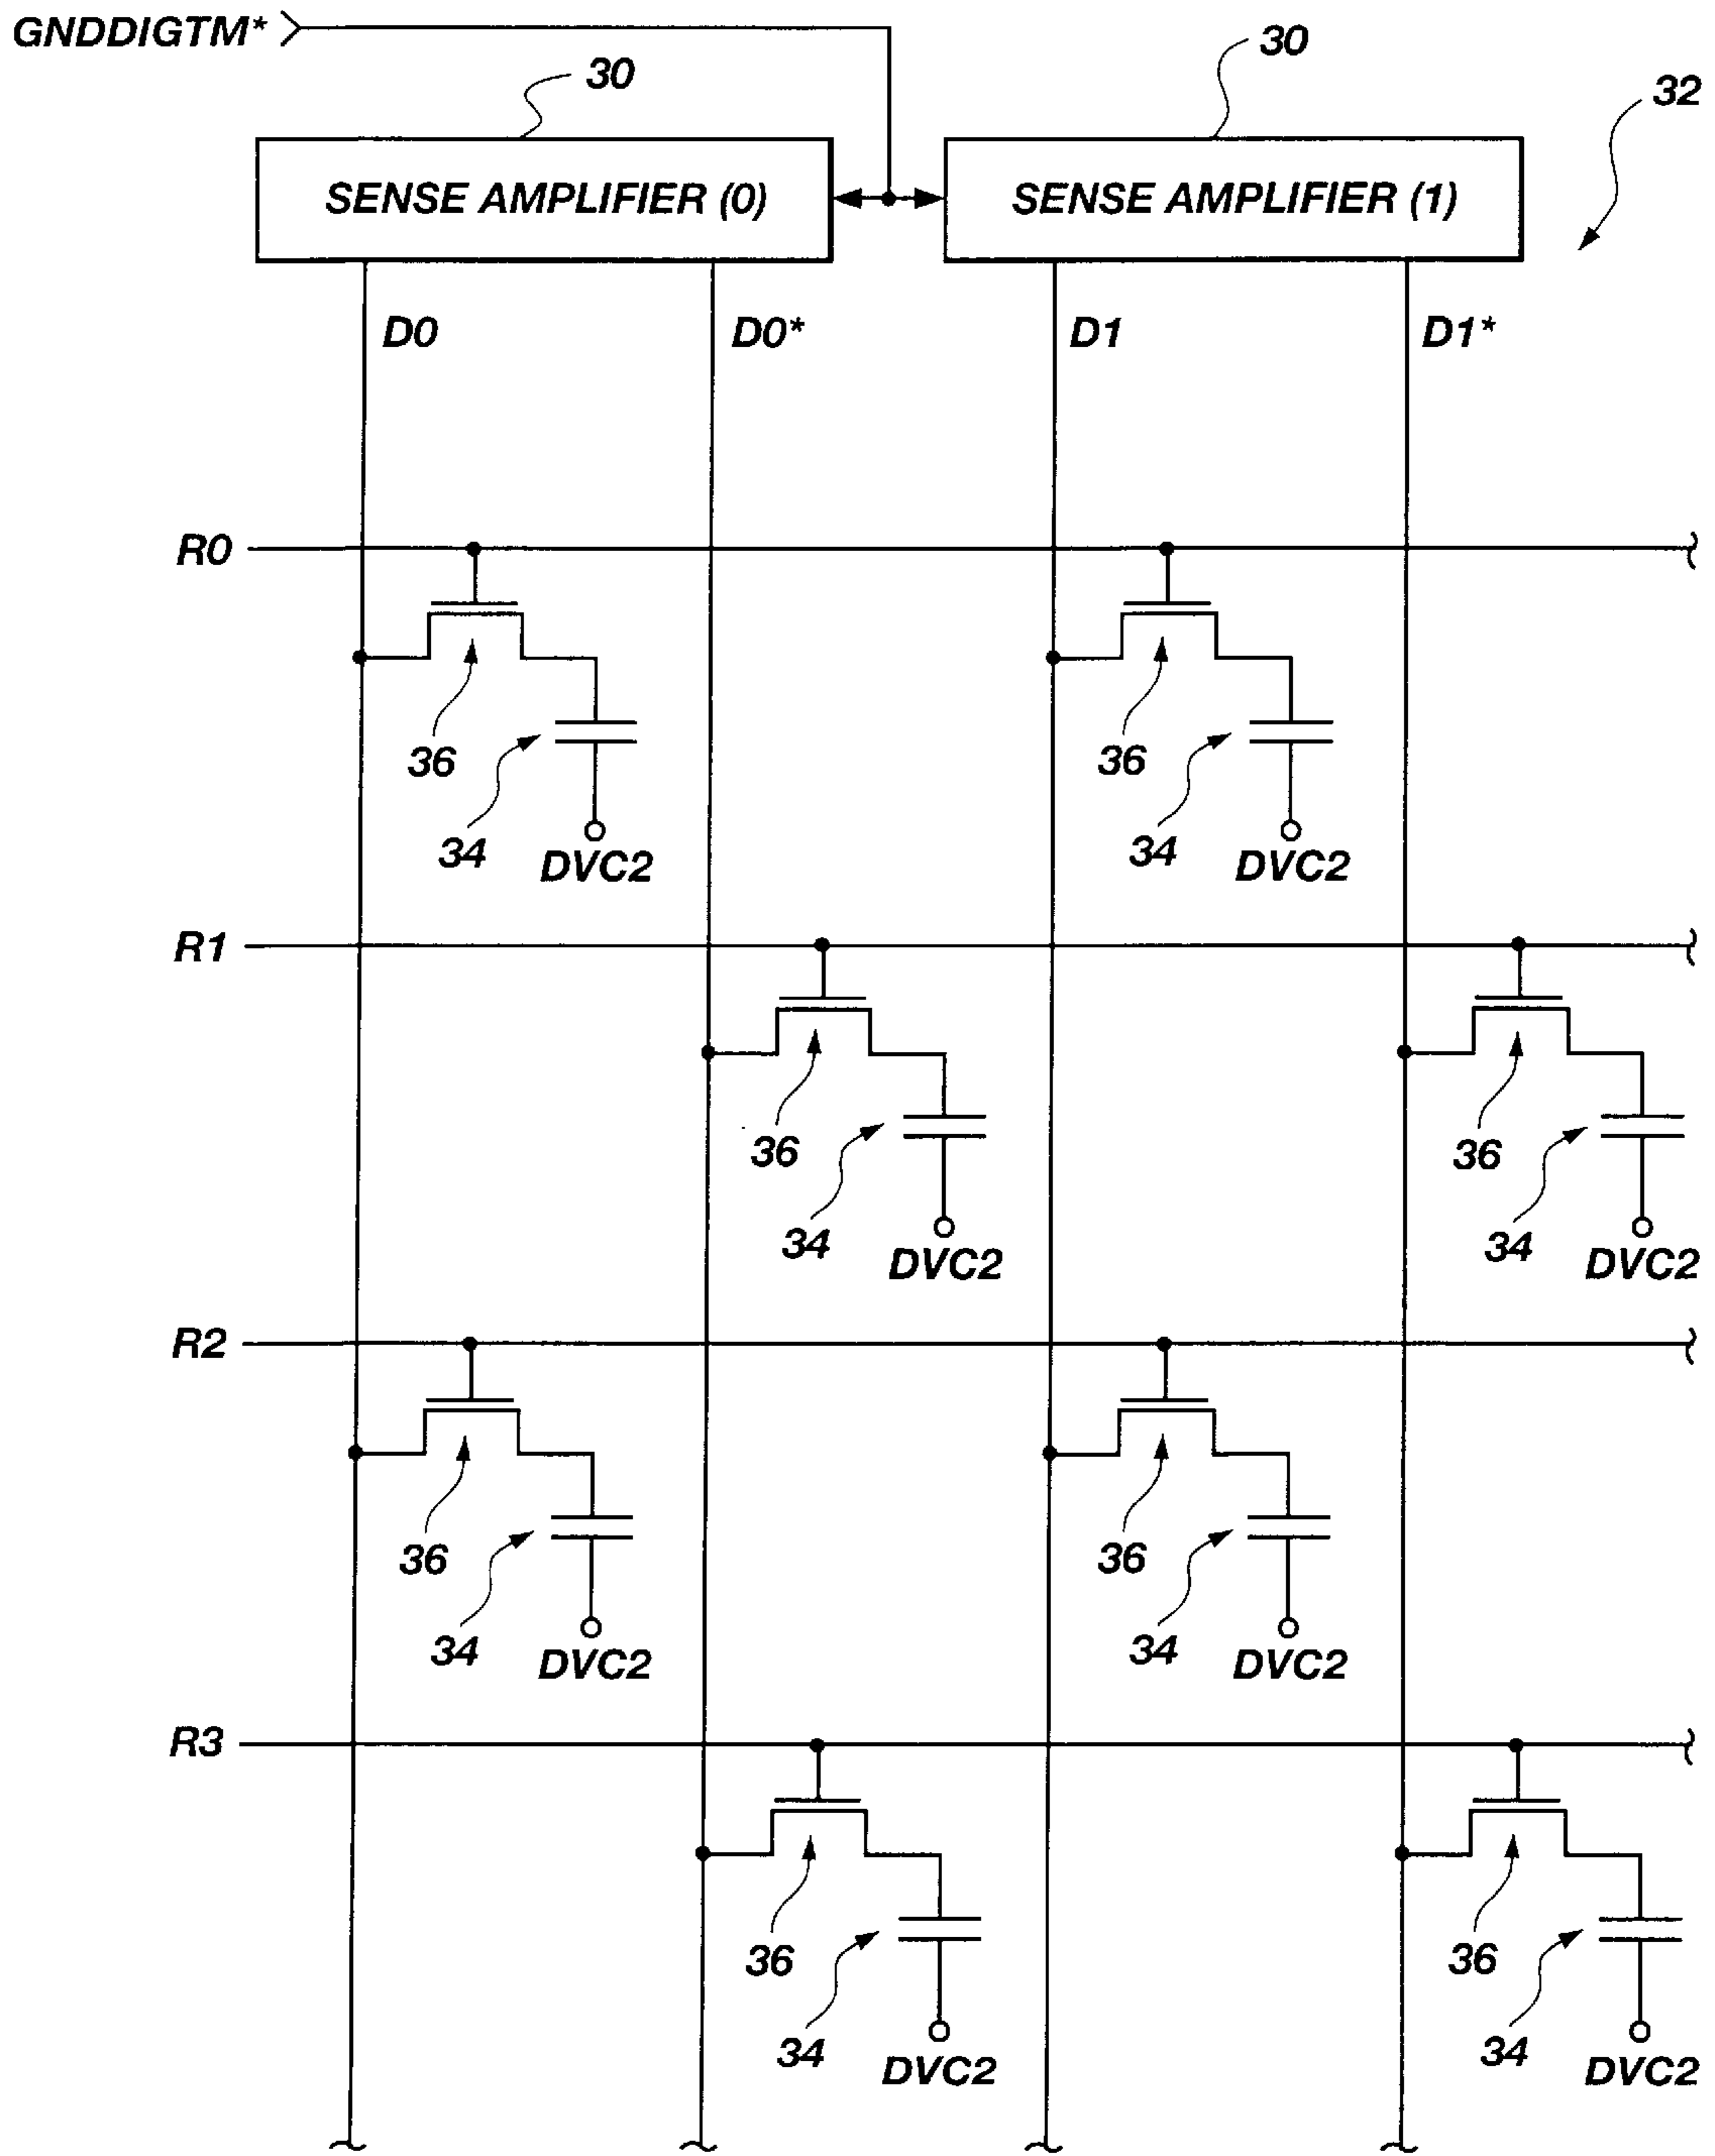 GNDDIGTM*
30
30
32
SENSE AMPLIFIER (0)
SENSE AMPLIFIER (1)
D0
D0*
D1
D1*
R0
36
36
34
34
DVC2
DVC2
R1
36
36
34
34
DVC2
DVC2
R2
36
36
34
34
DVC2
DVC2
R3
36
36
34
34
DVC2
DVC2